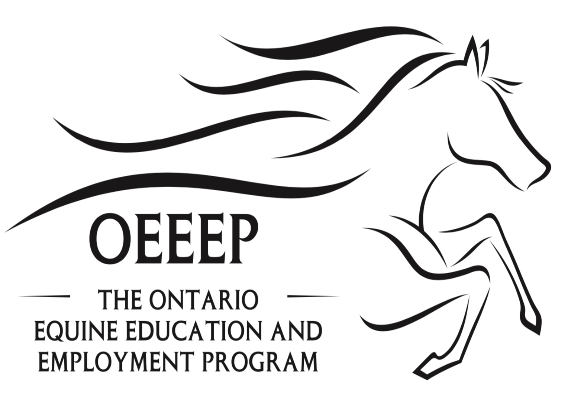 OEEEP
THE ONTARIO
EQUINE EDUCATION AND
EMPLOYMENT PROGRAM